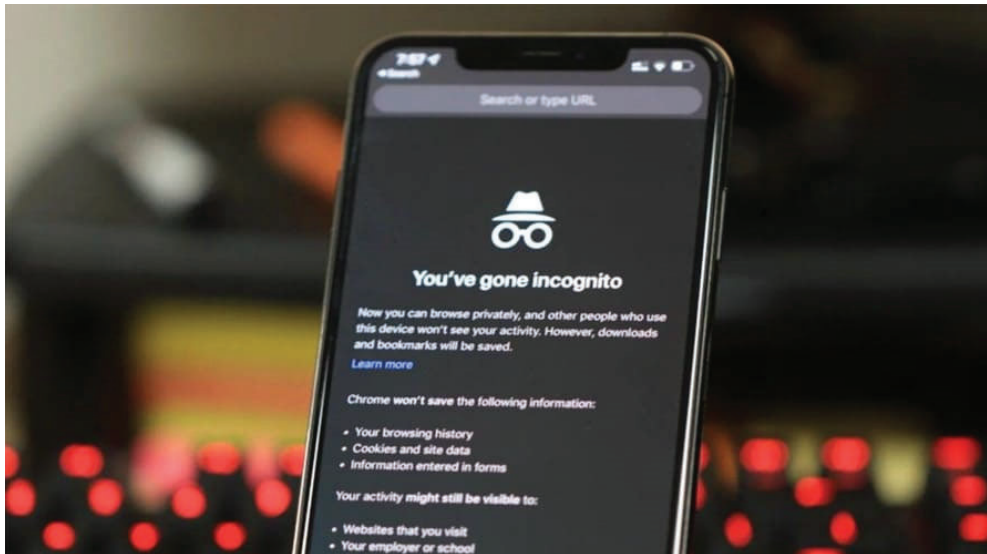 7:57
Search
Search or type URL
You've gone incognito
Now you can browse privately, and other people who use
this device won't see your activity. However, downloads
and bookmarks will be saved.
Learn more
Chrome won't save the following information:
• Your browsing history
• Cookies and site data
• Information entered in forms
Your activity might still be visible to:
• Websites that you visit
• Your employer or school